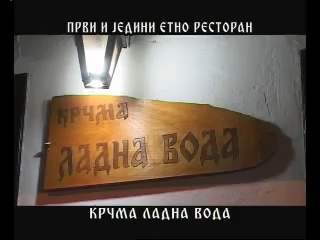 ПРВИ И ЈЕДИНИ ЕТНО РЕСТОРАН
КРЧМА
ЛАДНА ВОДА
КРЧМА ЛАДНА ВОДА